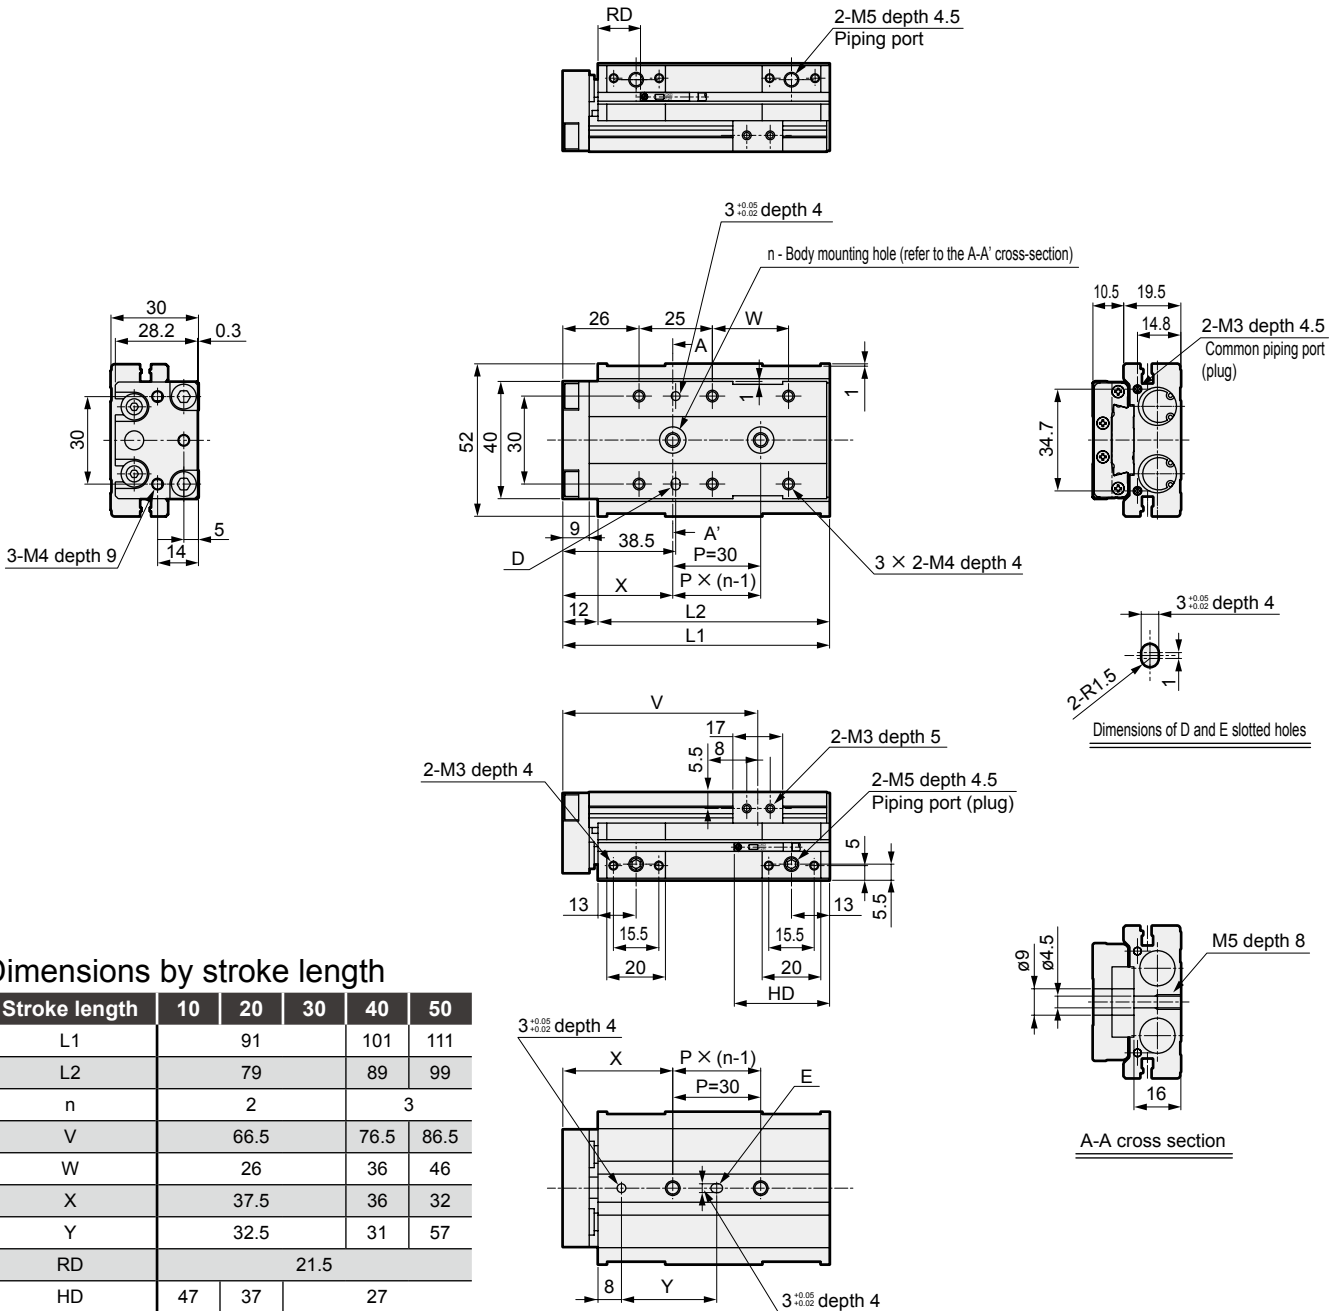 RD
2-M5 depth 4.5
Piping port
3 +0.05 +0.02 depth 4
n - Body mounting hole (refer to the A-A' cross-section)
30
28.2
0.3
30
5
14
3-M4 depth 9
26
25
W
A
1
1
52
40
30
9
38.5
A'
D
P=30
X
P × (n-1)
12
L2
L1
3 × 2-M4 depth 4
10.5
19.5
14.8
2-M3 depth 4.5
Common piping port
(plug)
34.7
3 +0.05 +0.02 depth 4
2-R1.5
1
Dimensions of D and E slotted holes
V
17
8
5.5
2-M3 depth 5
2-M3 depth 4
2-M5 depth 4.5
Piping port (plug)
5
5.5
13
13
15.5
15.5
20
20
HD
ø9
ø4.5
M5 depth 8
16
A-A cross section
3 +0.05 +0.02 depth 4
X
P × (n-1)
P=30
E
8
Y
3 +0.05 +0.02 depth 4
Dimensions by stroke length
Stroke length 10 20 30 40 50
L1 91 101 111
L2 79 89 99
n 2 3
V 66.5 76.5 86.5
W 26 36 46
X 37.5 36 32
Y 32.5 31 57
RD 21.5
HD 47 37 27